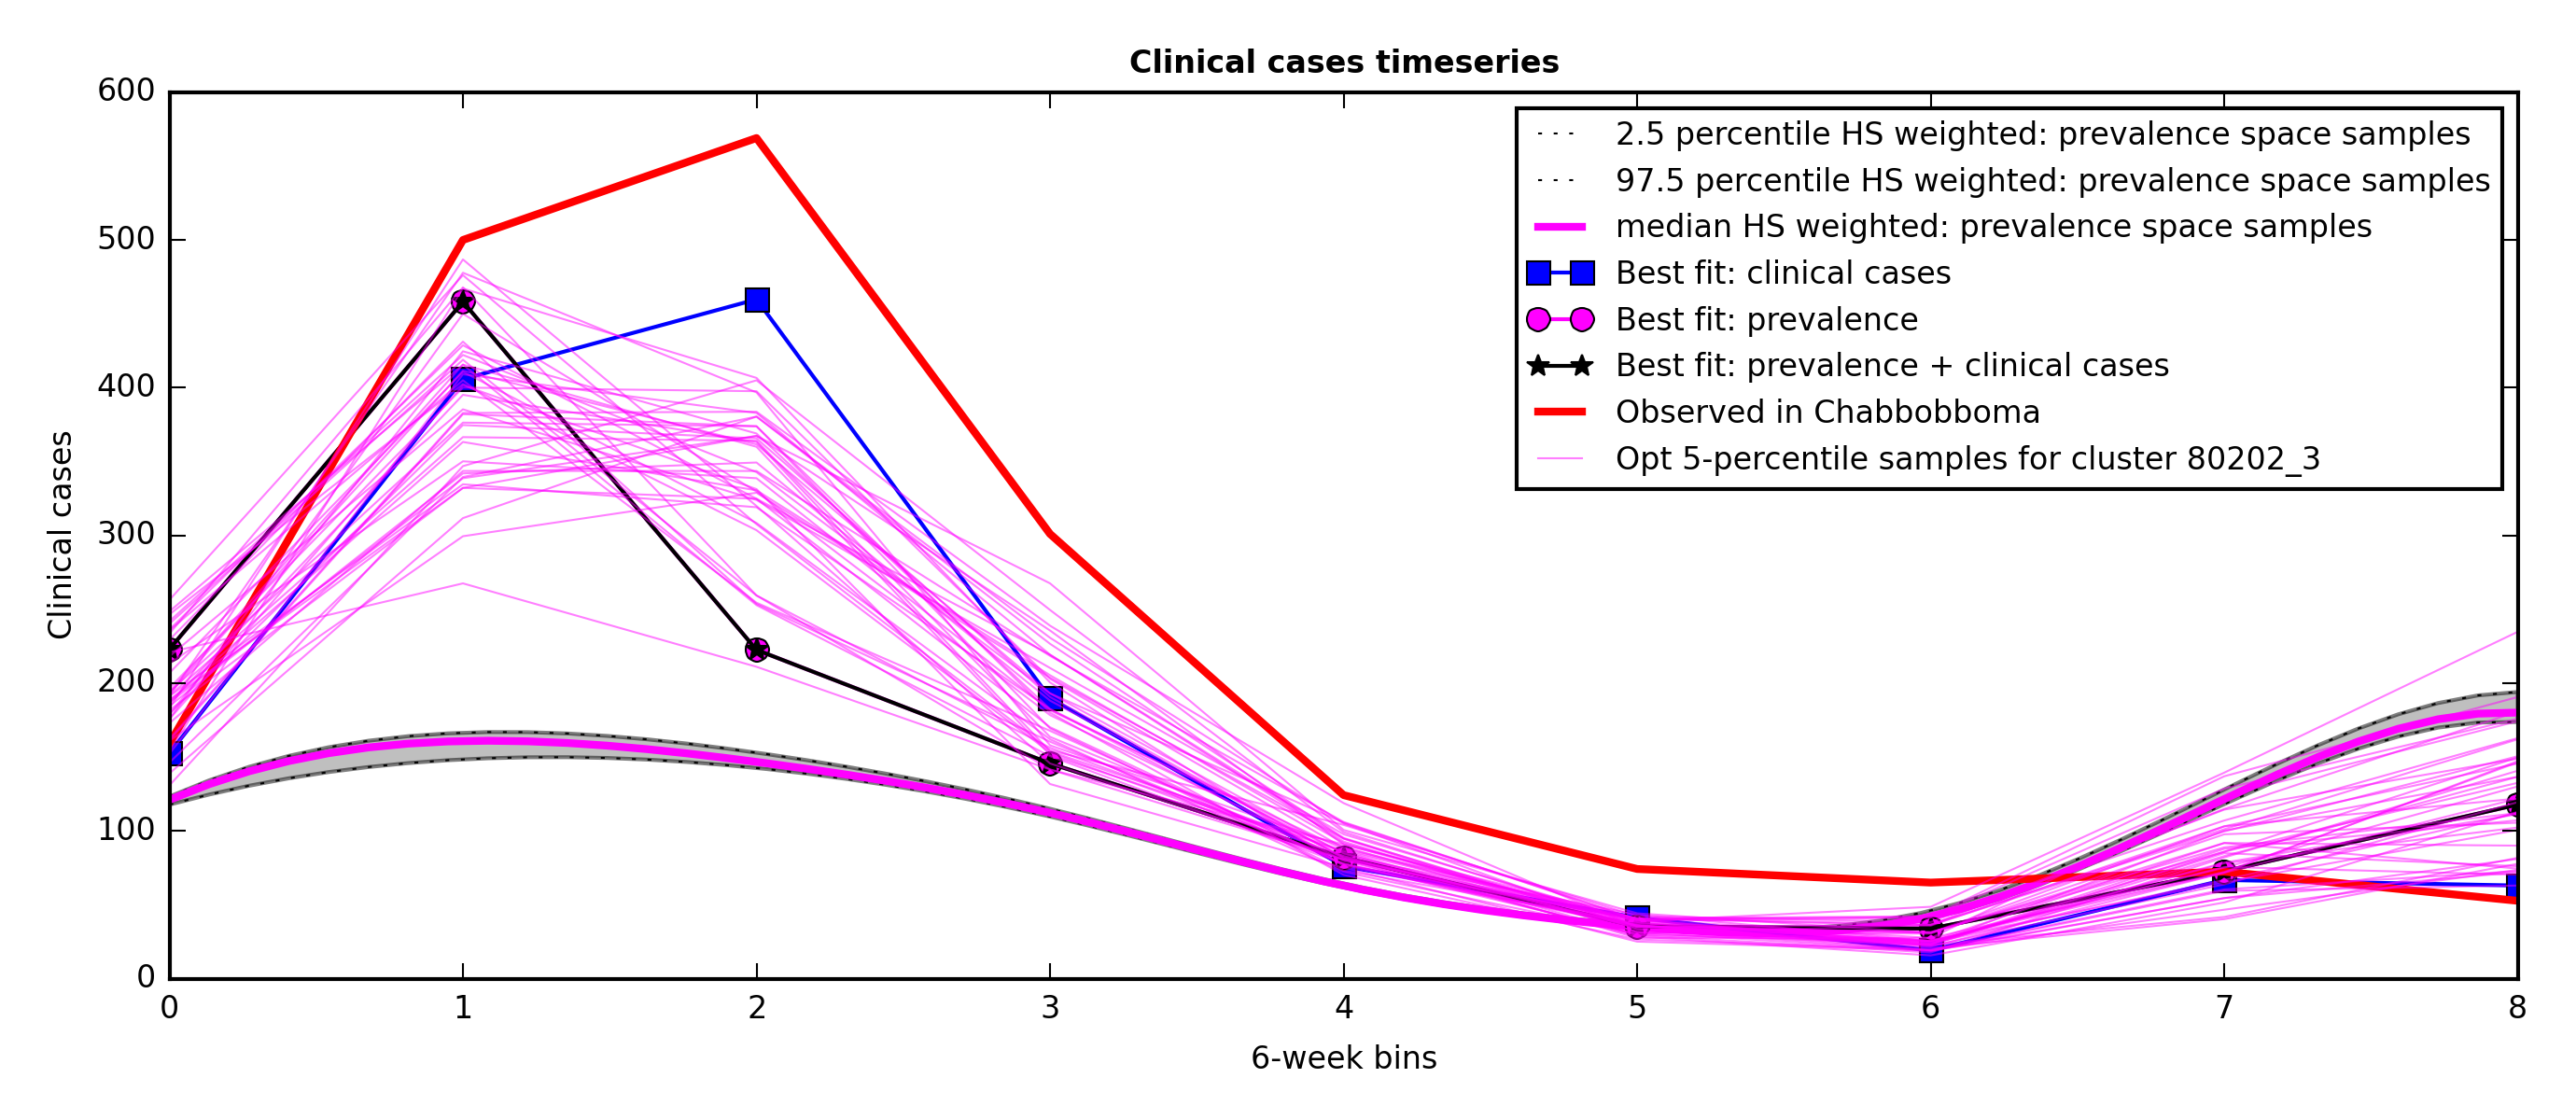 Clinical cases timeseries
600
500
400
300
200
100
0
Clinical cases
2.5 percentile HS weighted: prevalence space samples
97.5 percentile HS weighted: prevalence space samples
median HS weighted: prevalence space samples
Best fit: clinical cases
Best fit: prevalence
Best fit: prevalence + clinical cases
Observed in Chabbobboma
Opt 5-percentile samples for cluster 80202_3
0 1 2 3 4 5 6 7 8
6-week bins